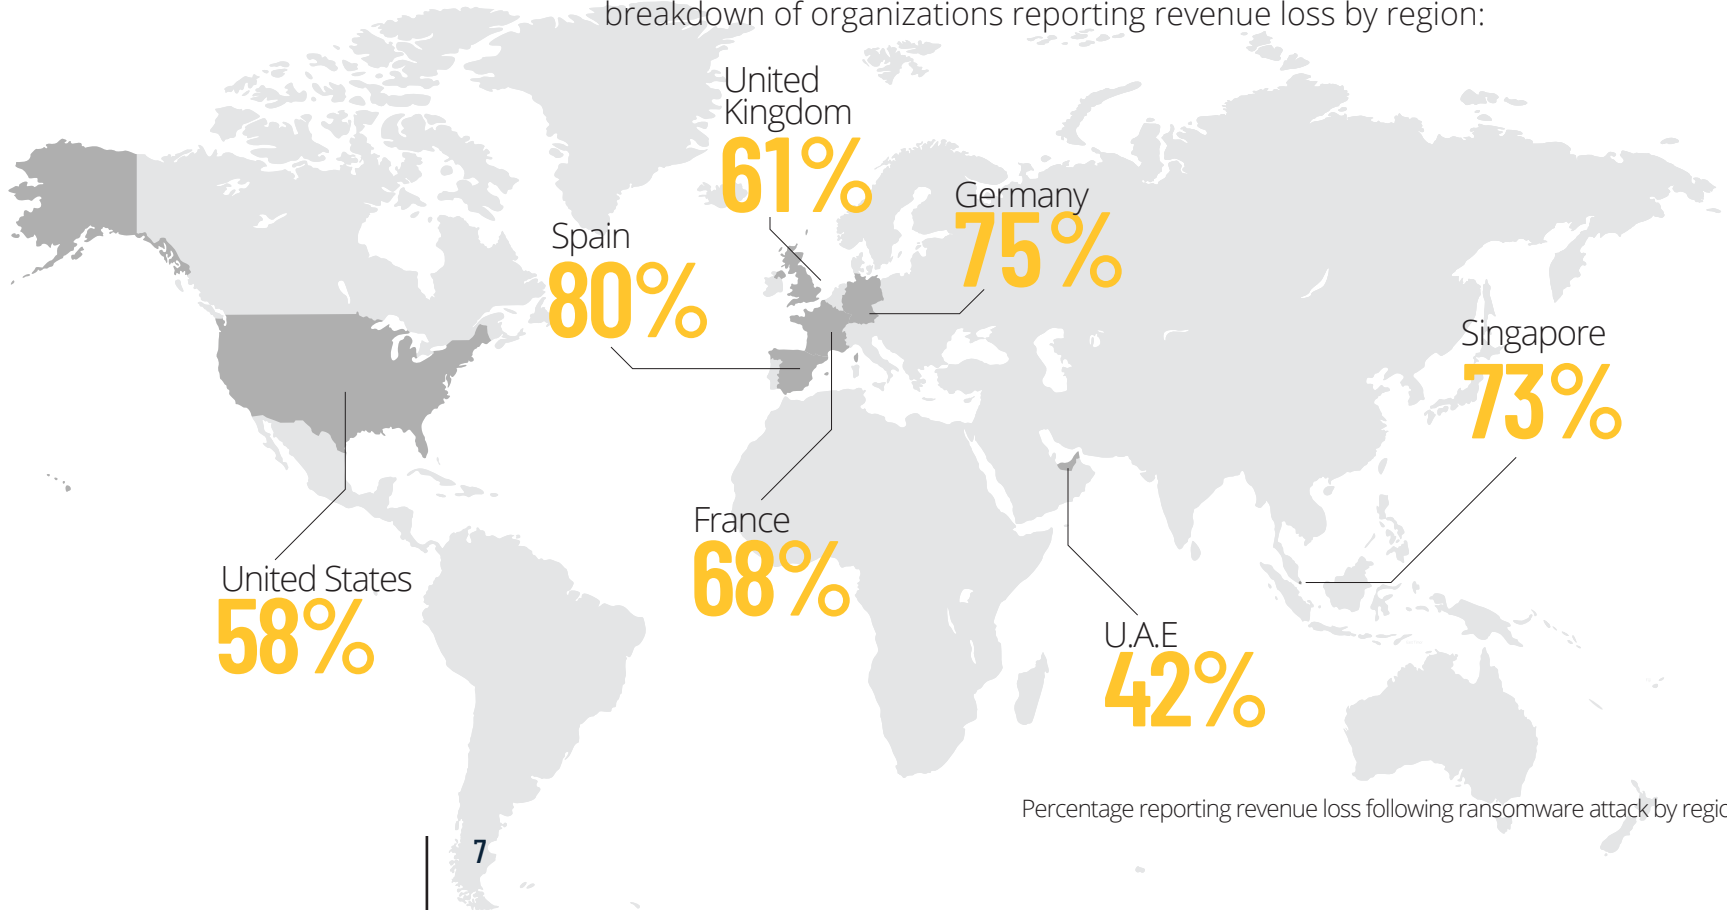 breakdown of organizations reporting revenue loss by region:
United
Kingdom
61%
Germany
75%
Spain
80%
Singapore
73%
France
68%
United States
58%
U.A.E
42%
Percentage reporting revenue loss following ransomware attack by regio
7